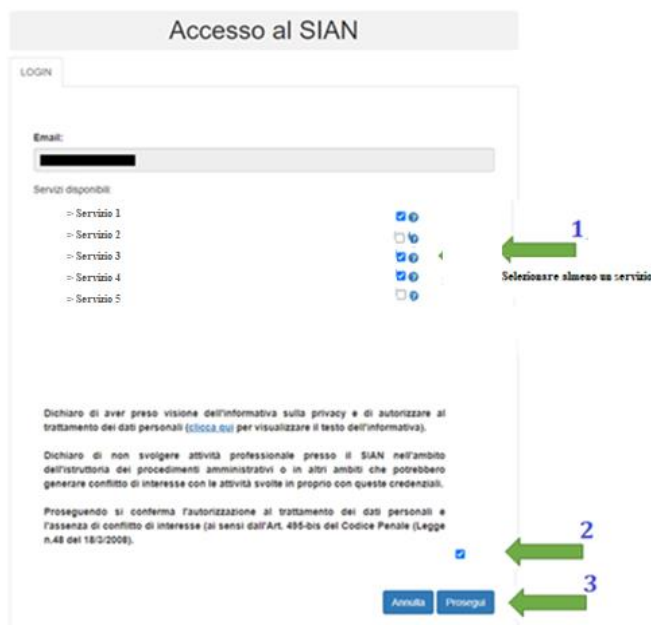 Accesso al SIAN
LOGIN
Email:
Servizi disponibili
=> Servizio 1
=> Servizio 2
=> Servizio 3
=> Servizio 4
=> Servizio 5
1
Selezionare almeno un servizio
Dichiaro di aver preso visione dell'informativa sulla privacy e di autorizzare al
trattamento dei dati personali (clicca qui per visualizzare il testo dell'informativa).
Dichiaro di non svolgere attività professionale presso il SIAN nell'ambito
dell'istruttoria dei procedimenti amministrativi o in altri ambiti che potrebbero
generare conflitto di interesse con le attività svolte in proprio con queste credenziali.
Proseguendo si conferma l'autorizzazione al trattamento dei dati personali e
l'assenza di conflitto di interesse (ai sensi dall'Art. 495-bis del Codice Penale (Legge
n.48 del 18/3/2008).
2
Annulla Prosegui
3